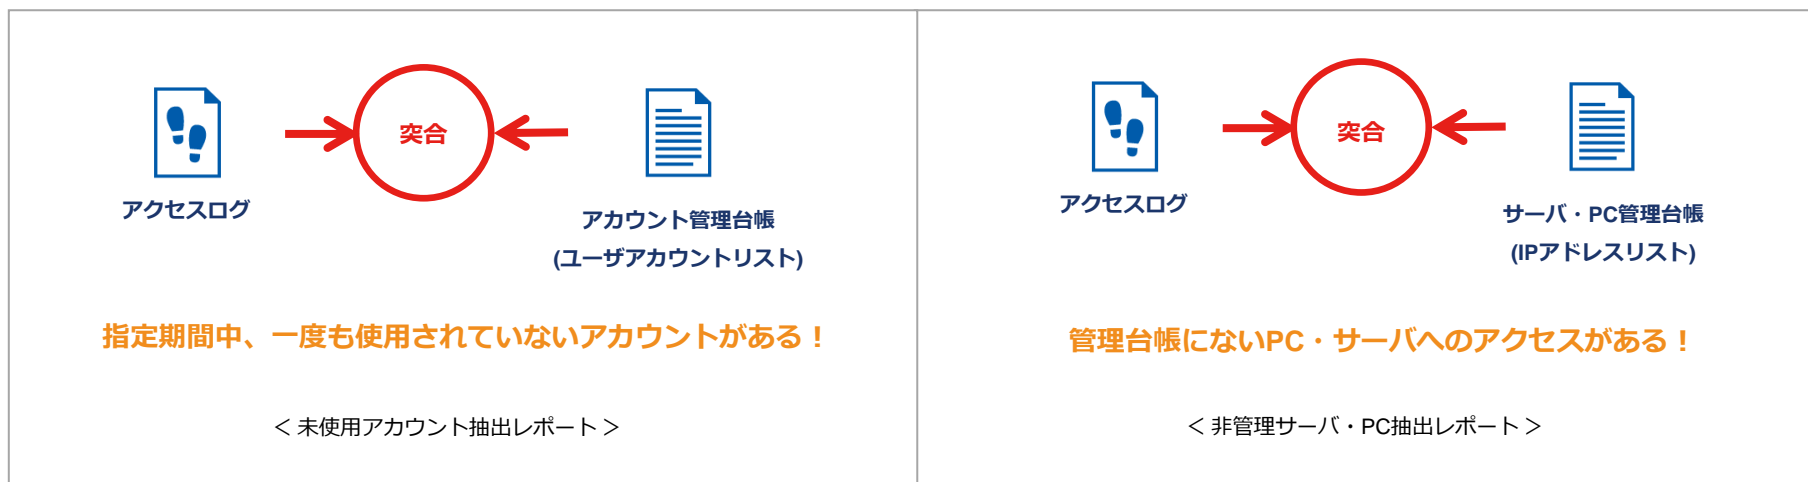 突合
アクセスログ
アカウント管理台帳
(ユーザアカウントリスト)
指定期間中、一度も使用されていないアカウントがある！
＜ 未使用アカウント抽出レポート ＞
突合
アクセスログ
サーバ・PC管理台帳
(IPアドレスリスト)
管理台帳にないPC・サーバへのアクセスがある！
＜ 非管理サーバ・PC抽出レポート ＞